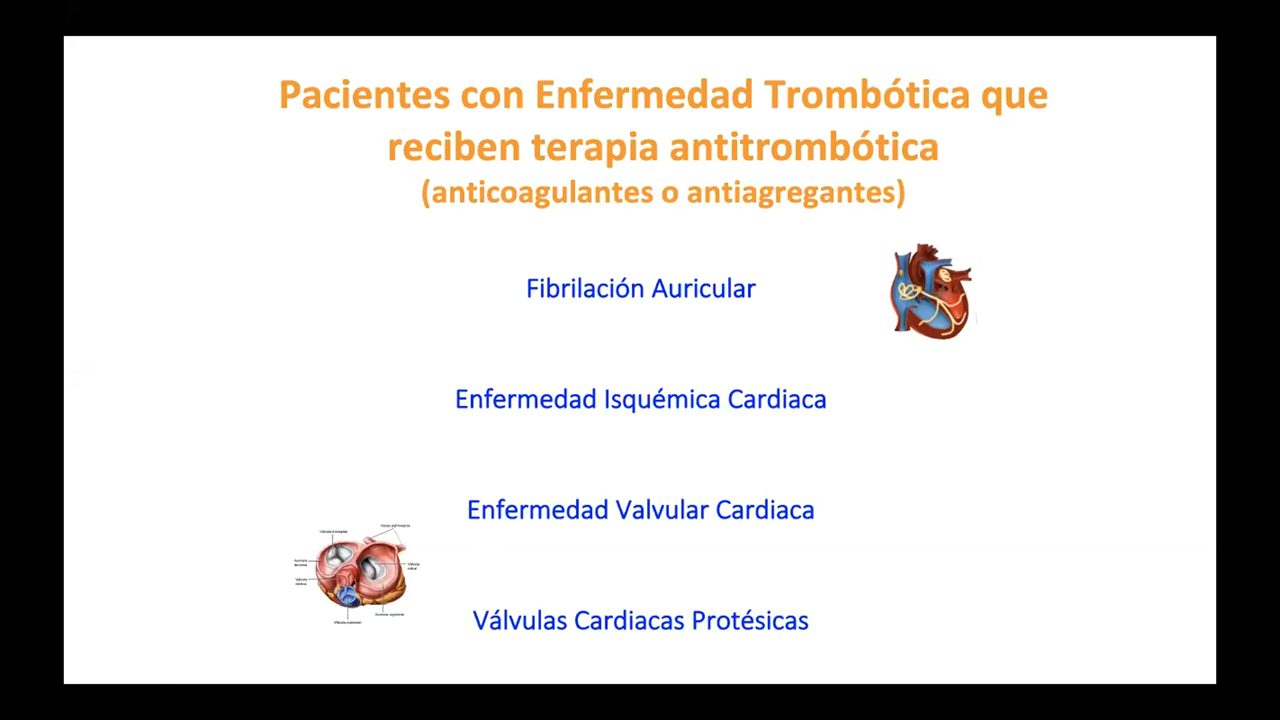 Pacientes con Enfermedad Trombótica que
reciben terapia antitrombótica
(anticoagulantes o antiagregantes)
Fibrilación Auricular
Enfermedad Isquémica Cardiaca
Enfermedad Valvular Cardiaca
Válvulas Cardiacas Protésicas